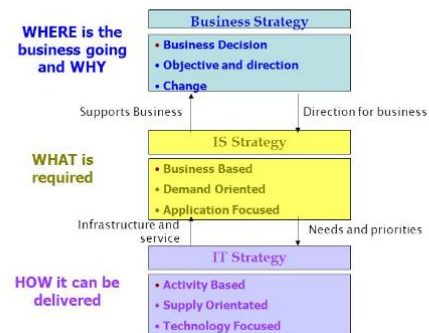 WHERE is the
business going
and WHY
Business Strategy
• Business Decision
• Objective and direction
• Change
Supports Business
Direction for business
WHAT is
required
IS Strategy
• Business Based
• Demand Oriented
• Application Focused
Infrastructure and
service
Needs and priorities
HOW it can be
delivered
IT Strategy
• Activity Based
• Supply Orientated
• Technology Focused